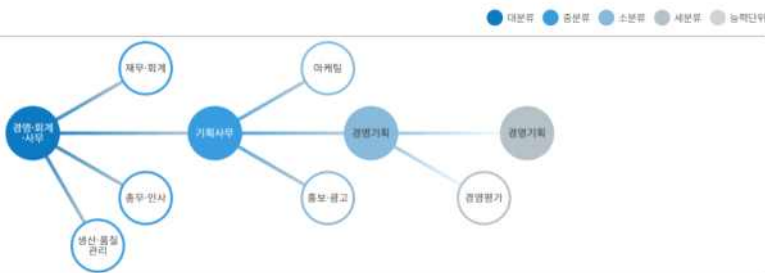 대분류 중분류 소분류 세분류 능력단위
재무·회계
마케팅
경영·회계
·사무
기획사무
경영기획
경영기획
총무·인사
홍보·광고
경영평가
생산·품질
관리